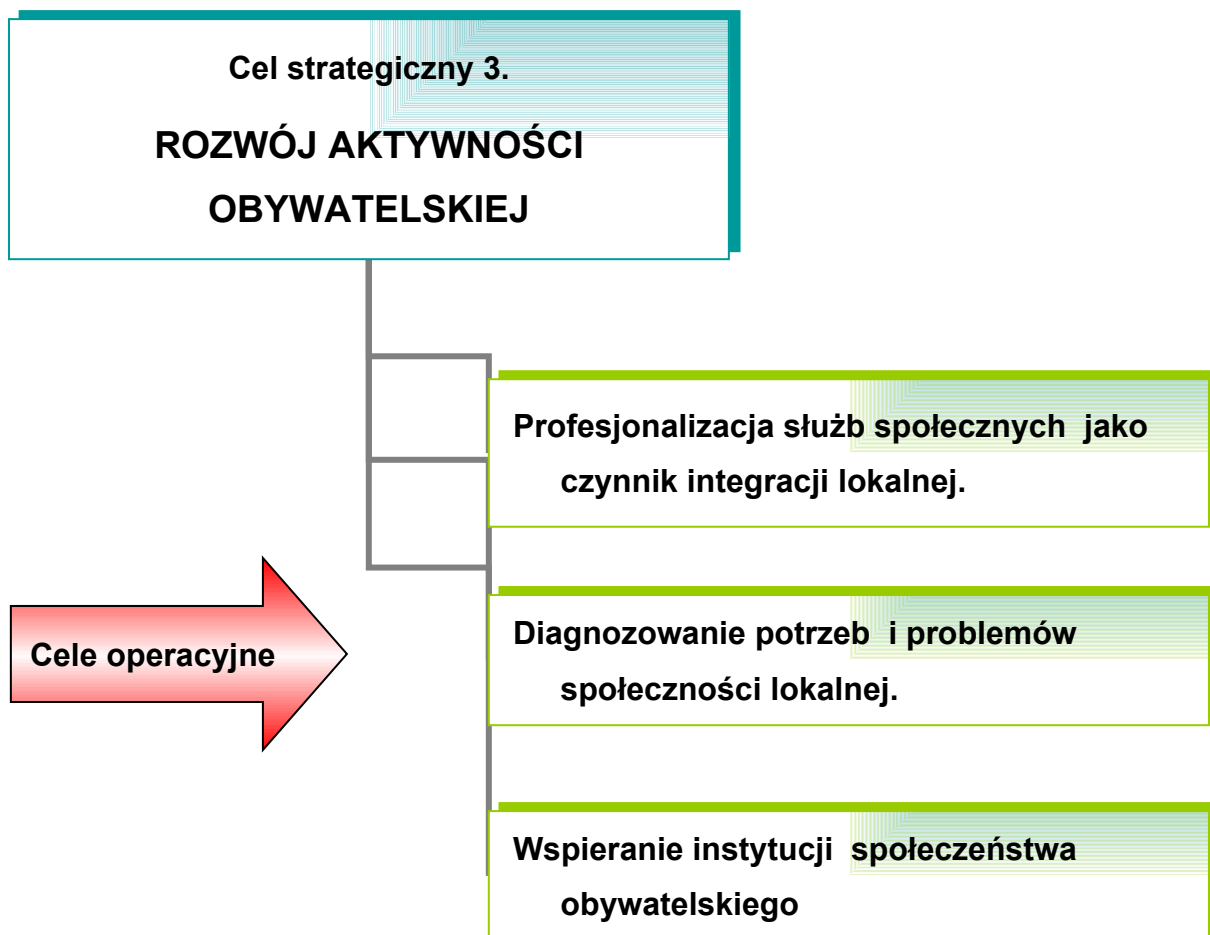 Cel strategiczny 3.
ROZWÓJ AKTYWNOŚCI
OBYWATELSKIEJ
Profesjonalizacja służb społecznych jako
czynnik integracji lokalnej.
Cele operacyjne
Diagnozowanie potrzeb i problemów
społeczności lokalnej.
Wspieranie instytucji społeczeństwa
obywatelskiego